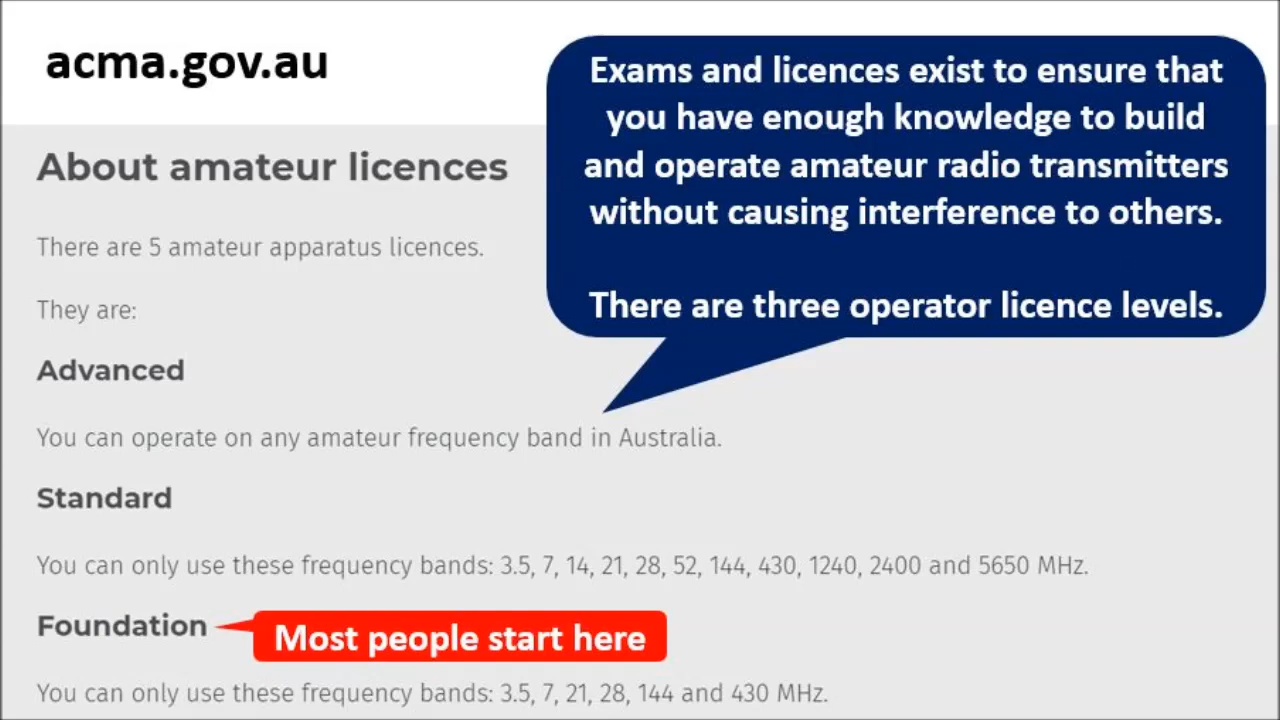 acma.gov.au
Exams and licences exist to ensure that
you have enough knowledge to build
and operate amateur radio transmitters
without causing interference to others.
There are three operator licence levels.
About amateur licences
There are 5 amateur apparatus licences.
They are:
Advanced
You can operate on any amateur frequency band in Australia.
Standard
You can only use these frequency bands: 3.5, 7, 14, 21, 28, 52, 144, 430, 1240, 2400 and 5650 MHz.
Foundation
Most people start here
You can only use these frequency bands: 3.5, 7, 21, 28, 144 and 430 MHz.